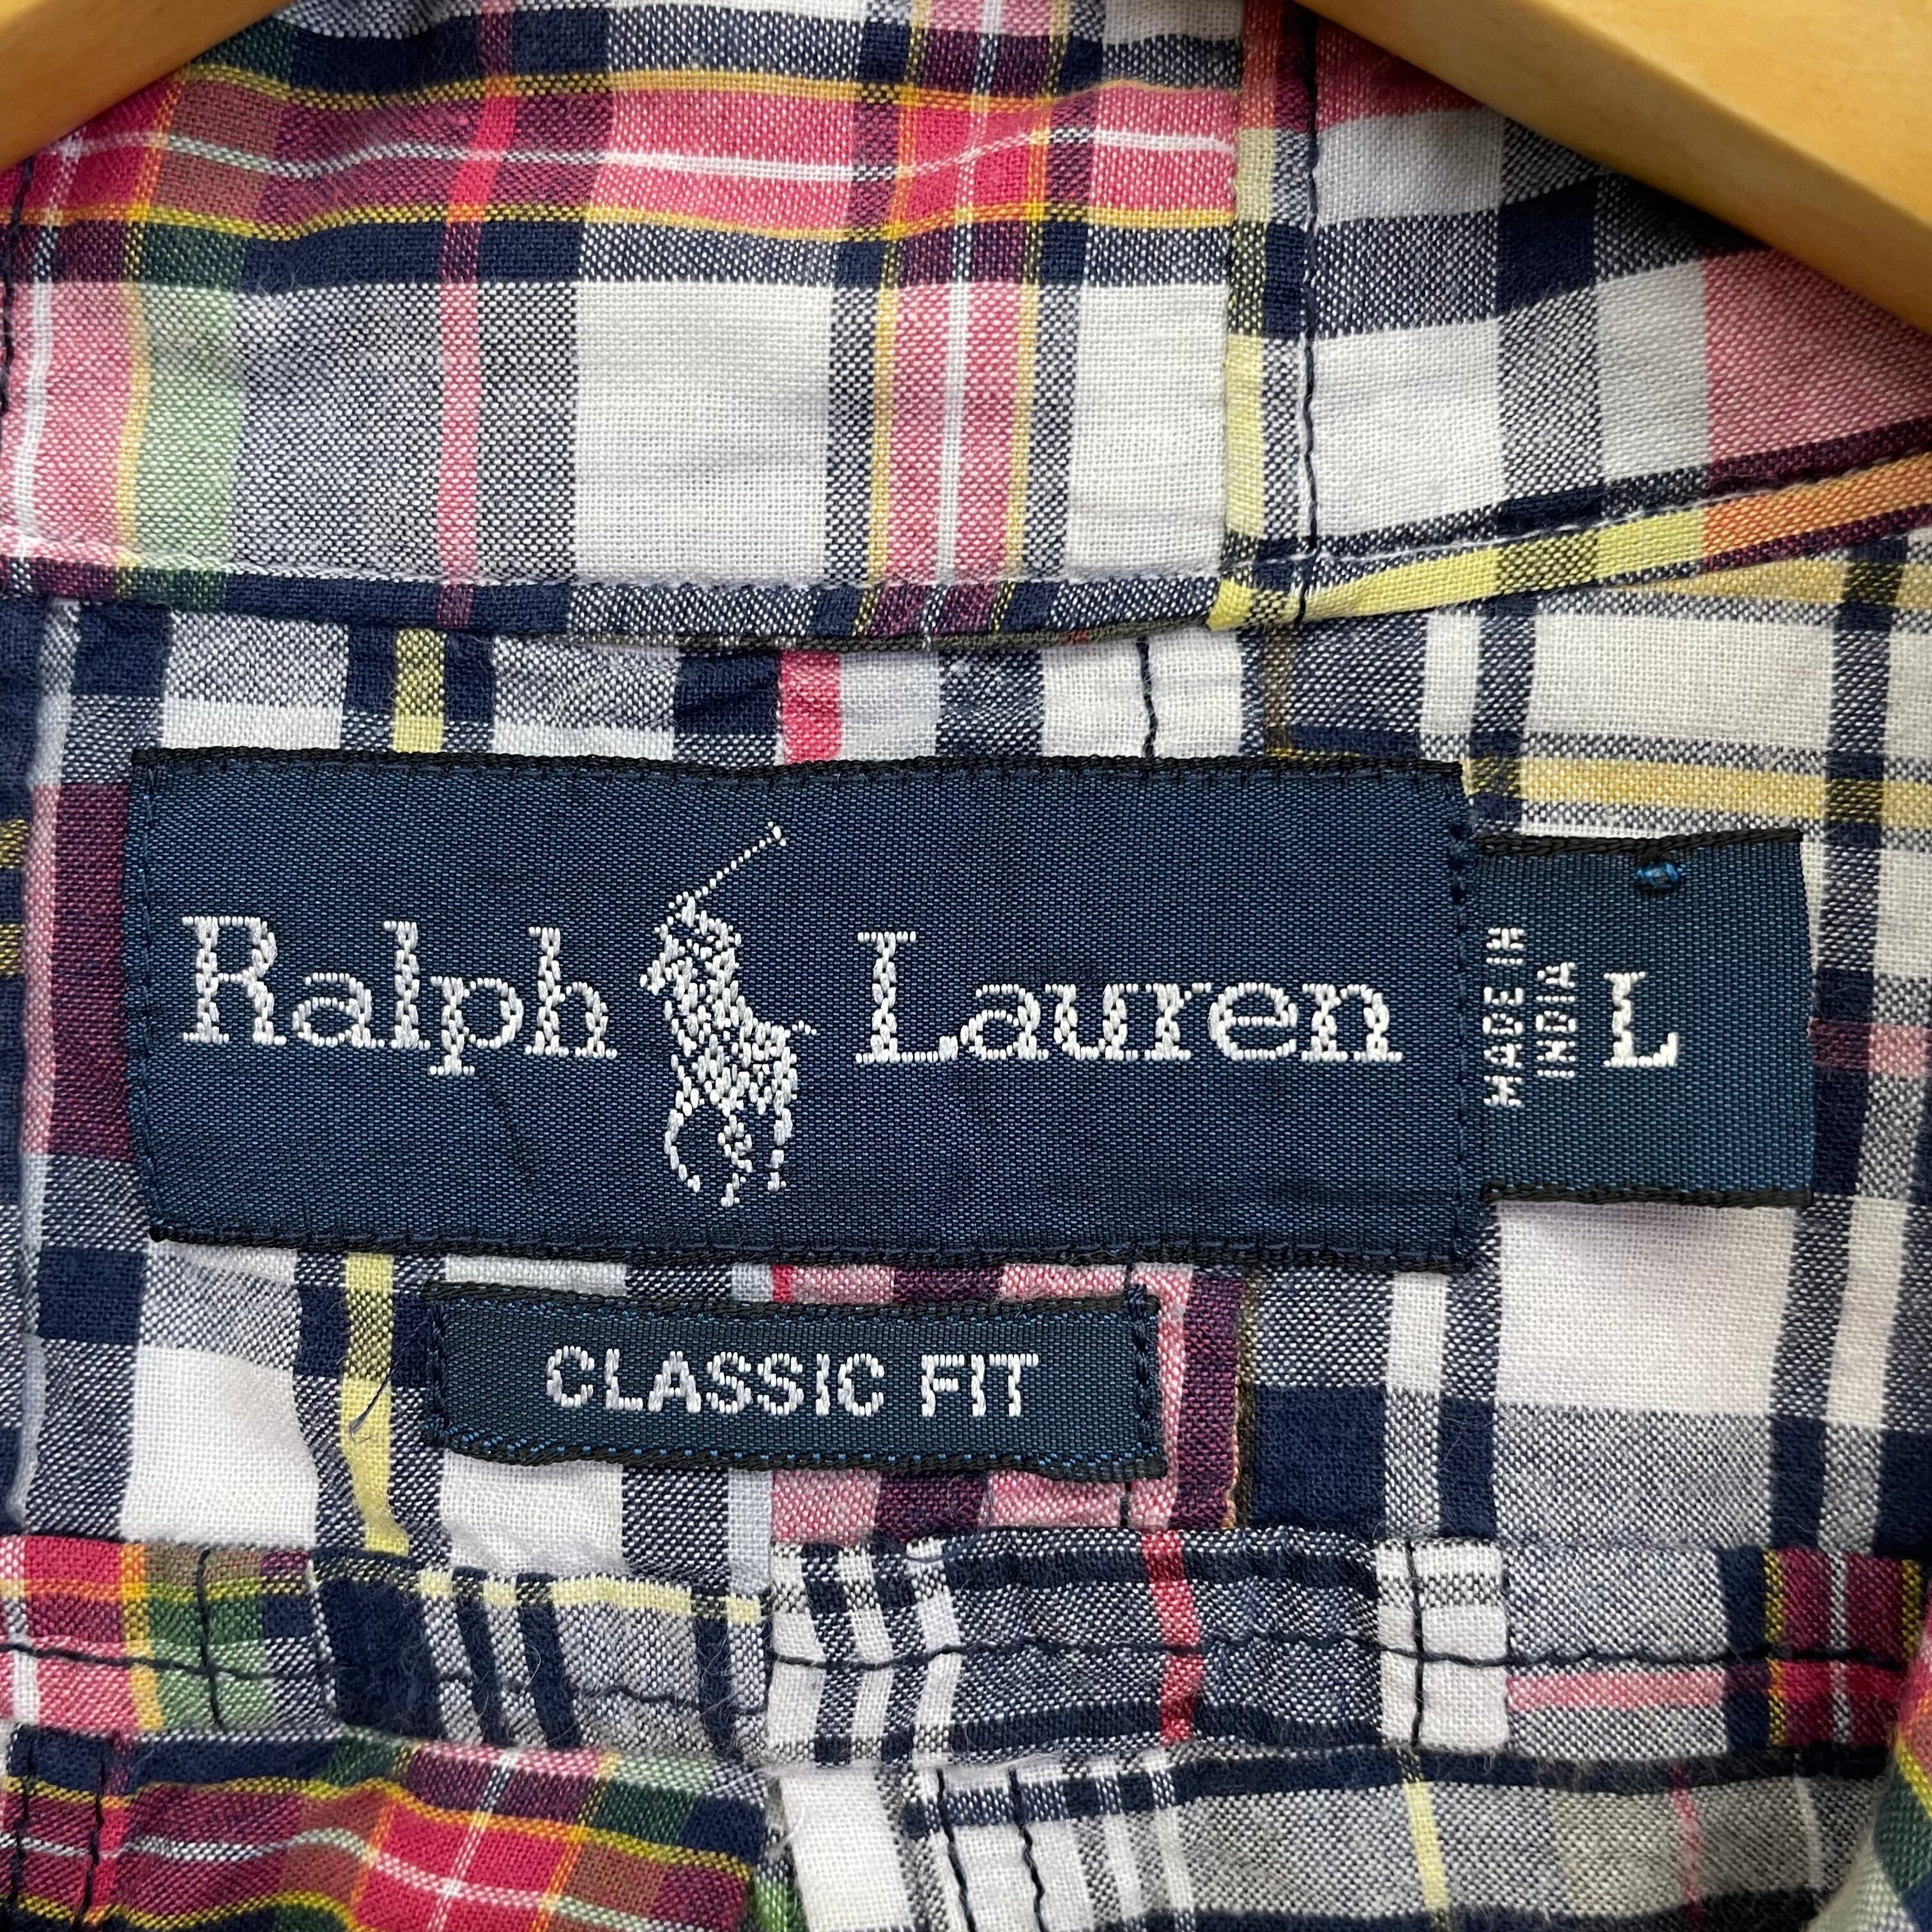 Ralph Lauren
MADE IN
INDIA
L
CLASSIC FIT